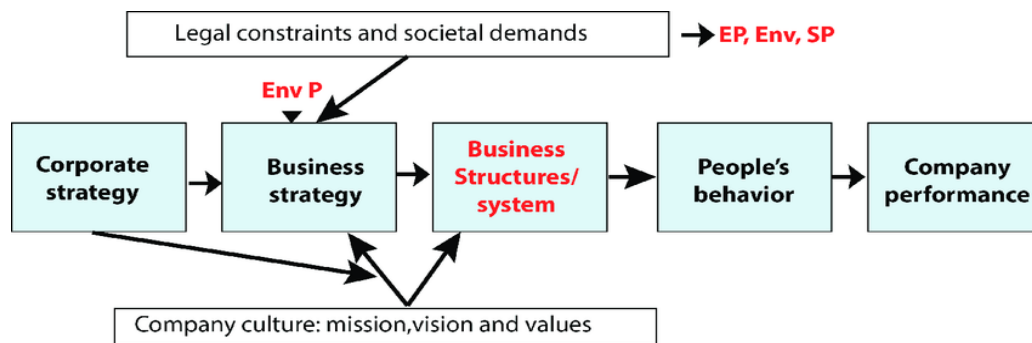 Legal constraints and societal demands
EP, Env, SP
Env P
Corporate
strategy
Business
strategy
Business
Structures/
system
People's
behavior
Company
performance
Company culture: mission,vision and values